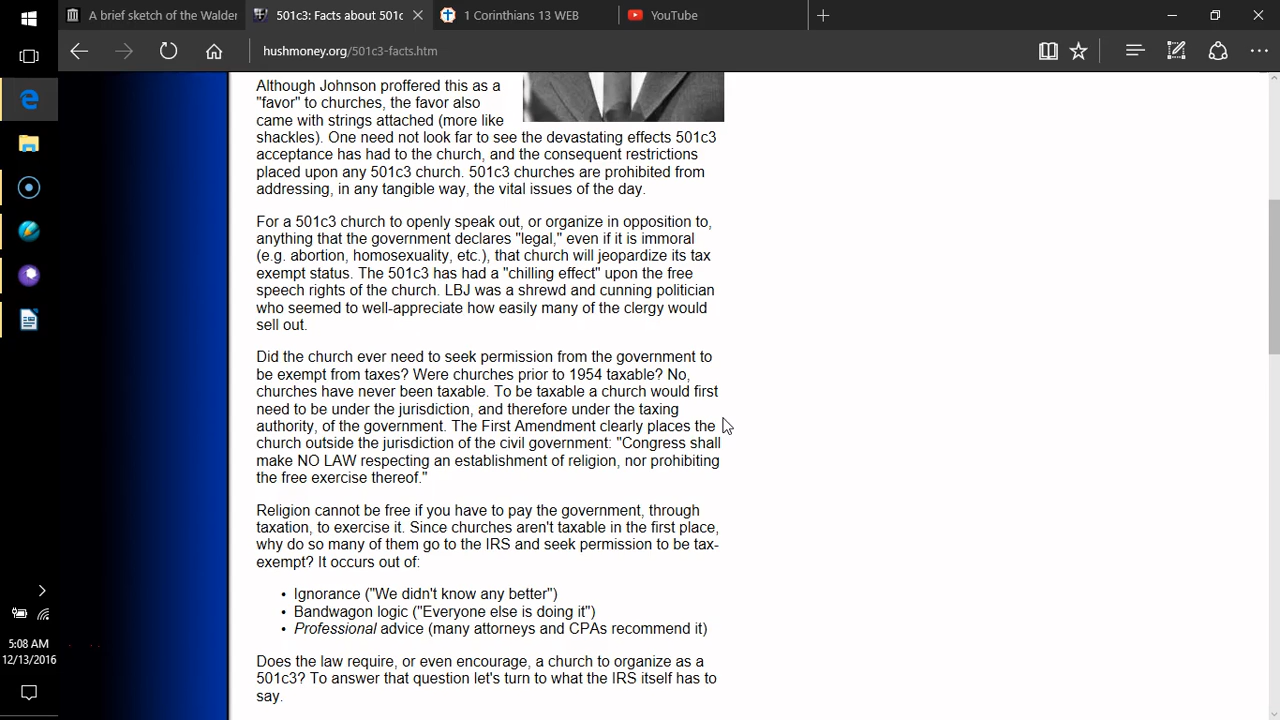 A brief sketch of the Walder
501c3: Facts about 501c
1 Corinthians 13 WEB
YouTube
hushmoney.org/501c3-facts.htm
Although Johnson proffered this as a
"favor" to churches, the favor also
came with strings attached (more like
shackles). One need not look far to see the devastating effects 501c3
acceptance has had to the church, and the consequent restrictions
placed upon any 501c3 church. 501c3 churches are prohibited from
addressing, in any tangible way, the vital issues of the day.
For a 501c3 church to openly speak out, or organize in opposition to,
anything that the government declares "legal," even if it is immoral
(e.g. abortion, homosexuality, etc.), that church will jeopardize its tax
exempt status. The 501c3 has had a "chilling effect" upon the free
speech rights of the church. LBJ was a shrewd and cunning politician
who seemed to well-appreciate how easily many of the clergy would
sell out.
Did the church ever need to seek permission from the government to
be exempt from taxes? Were churches prior to 1954 taxable? No,
churches have never been taxable. To be taxable a church would first
need to be under the jurisdiction, and therefore under the taxing
authority, of the government. The First Amendment clearly places the
church outside the jurisdiction of the civil government: "Congress shall
make NO LAW respecting an establishment of religion, nor prohibiting
the free exercise thereof."
Religion cannot be free if you have to pay the government, through
taxation, to exercise it. Since churches aren't taxable in the first place,
why do so many of them go to the IRS and seek permission to be tax-
exempt? It occurs out of:
• Ignorance ("We didn't know any better")
• Bandwagon logic ("Everyone else is doing it")
• Professional advice (many attorneys and CPAs recommend it)
Does the law require, or even encourage, a church to organize as a
501c3? To answer that question let's turn to what the IRS itself has to
say.
5:08 AM
12/13/2016